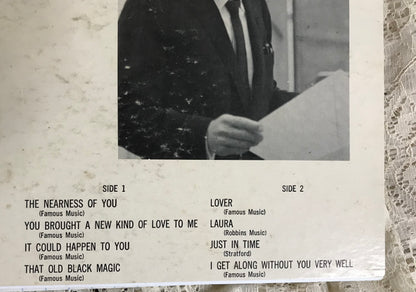 SIDE 1
THE NEARNESS OF YOU
(Famous Music)
YOU BROUGHT A NEW KIND OF LOVE TO ME
(Famous Music)
IT COULD HAPPEN TO YOU
(Famous Music)
THAT OLD BLACK MAGIC
(Famous Music)
SIDE 2
LOVER
(Famous Music)
LAURA
(Robbins Music)
JUST IN TIME
(Stratford)
I GET ALONG WITHOUT YOU VERY WELL
(Famous Music)